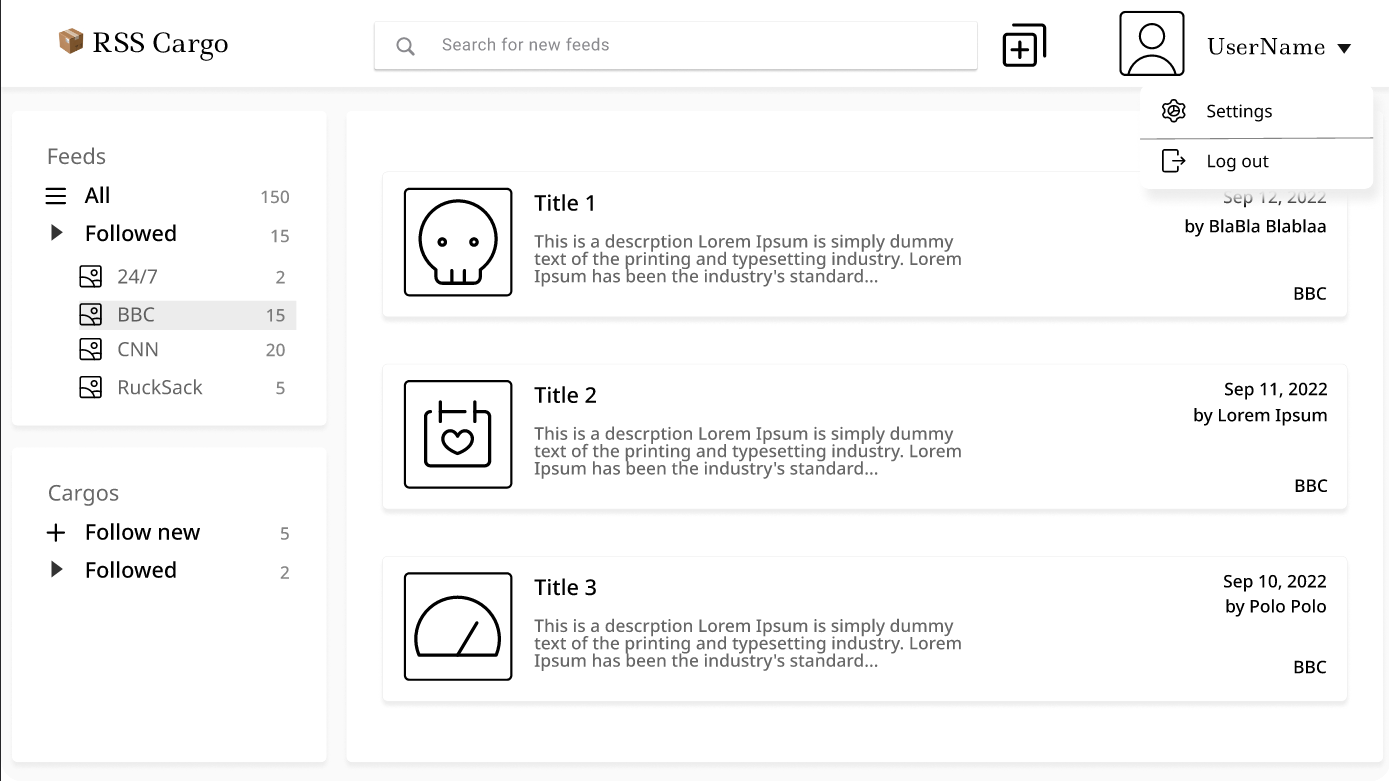 RSS Cargo
Search for new feeds
UserName
Settings
Log out
Feeds
All 150
Followed 15
24/7 2
BBC 15
CNN 20
RuckSack 5
Cargos
Follow new 5
Followed 2
Title 1
This is a descrption Lorem Ipsum is simply dummy
text of the printing and typesetting industry. Lorem
Ipsum has been the industry's standard...
Sep 12, 2022
by BlaBla Blablaa
BBC
Title 2
This is a descrption Lorem Ipsum is simply dummy
text of the printing and typesetting industry. Lorem
Ipsum has been the industry's standard...
Sep 11, 2022
by Lorem Ipsum
BBC
Title 3
This is a descrption Lorem Ipsum is simply dummy
text of the printing and typesetting industry. Lorem
Ipsum has been the industry's standard...
Sep 10, 2022
by Polo Polo
BBC